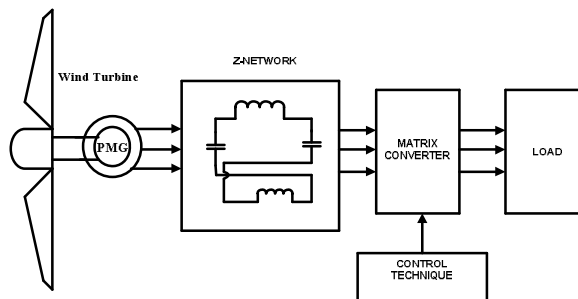 Z-NETWORK
Wind Turbine
PMG
MATRIX
CONVERTER
LOAD
CONTROL
TECHNIQUE